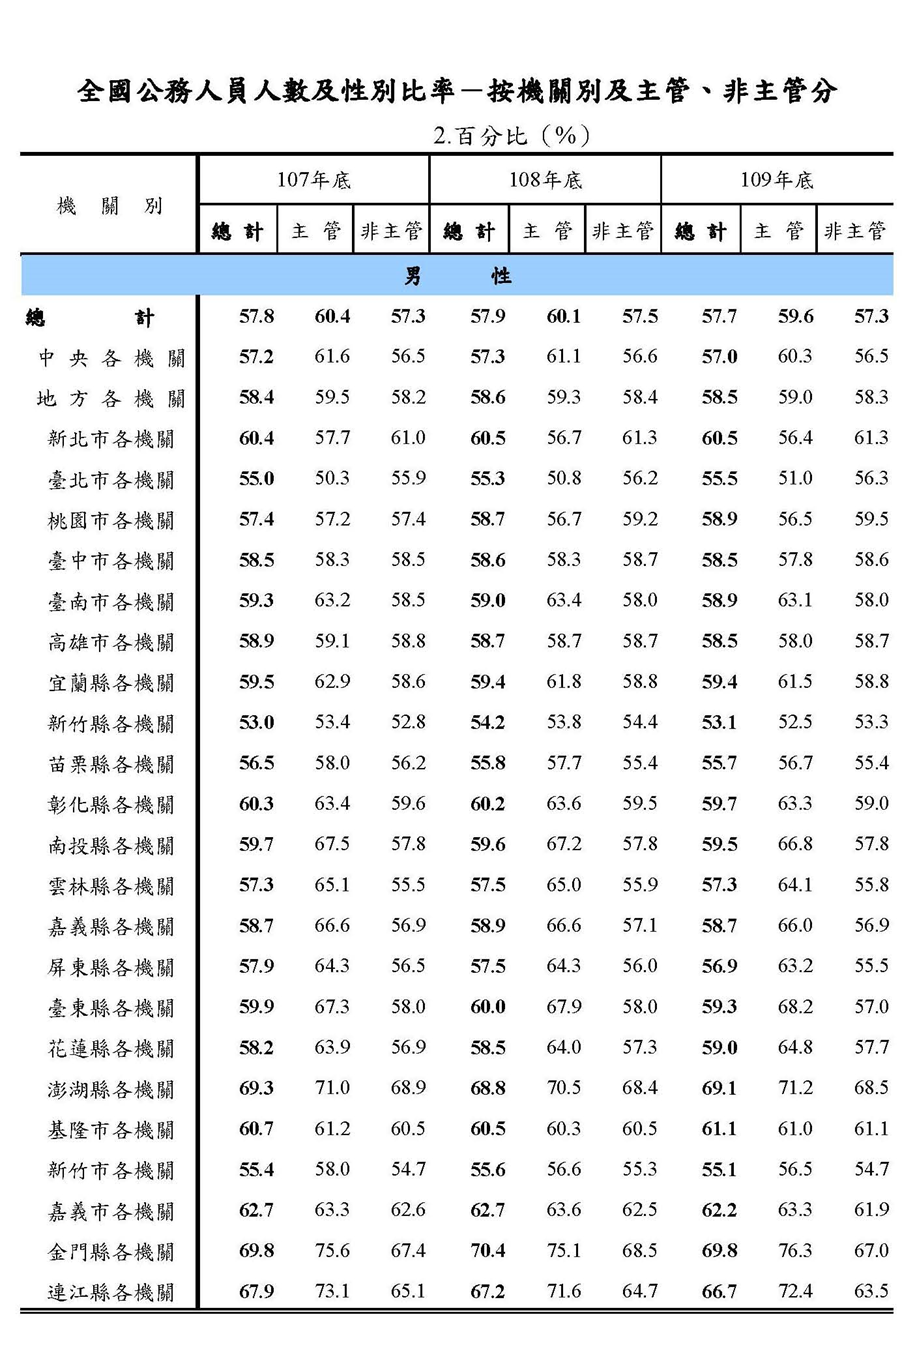 全國公務人員人數及性別比率－按機關別及主管、非主管分
2.百分比（%）
機 關 別 107年底 108年底 109年底
總 計 主 管 非主管 總 計 主 管 非主管 總 計 主 管 非主管
男 性
總 計 57.8 60.4 57.3 57.9 60.1 57.5 57.7 59.6 57.3
中 央 各 機 關 57.2 61.6 56.5 57.3 61.1 56.6 57.0 60.3 56.5
地 方 各 機 關 58.4 59.5 58.2 58.6 59.3 58.4 58.5 59.0 58.3
新北市各機關 60.4 57.7 61.0 60.5 56.7 61.3 60.5 56.4 61.3
臺北市各機關 55.0 50.3 55.9 55.3 50.8 56.2 55.5 51.0 56.3
桃園市各機關 57.4 57.2 57.4 58.7 56.7 59.2 58.9 56.5 59.5
臺中市各機關 58.5 58.3 58.5 58.6 58.3 58.7 58.5 57.8 58.6
臺南市各機關 59.3 63.2 58.5 59.0 63.4 58.0 58.9 63.1 58.0
高雄市各機關 58.9 59.1 58.8 58.7 58.7 58.7 58.5 58.0 58.7
宜蘭縣各機關 59.5 62.9 58.6 59.4 61.8 58.8 59.4 61.5 58.8
新竹縣各機關 53.0 53.4 52.8 54.2 53.8 54.4 53.1 52.5 53.3
苗栗縣各機關 56.5 58.0 56.2 55.8 57.7 55.4 55.7 56.7 55.4
彰化縣各機關 60.3 63.4 59.6 60.2 63.6 59.5 59.7 63.3 59.0
南投縣各機關 59.7 67.5 57.8 59.6 67.2 57.8 59.5 66.8 57.8
雲林縣各機關 57.3 65.1 55.5 57.5 65.0 55.9 57.3 64.1 55.8
嘉義縣各機關 58.7 66.6 56.9 58.9 66.6 57.1 58.7 66.0 56.9
屏東縣各機關 57.9 64.3 56.5 57.5 64.3 56.0 56.9 63.2 55.5
臺東縣各機關 59.9 67.3 58.0 60.0 67.9 58.0 59.3 68.2 57.0
花蓮縣各機關 58.2 63.9 56.9 58.5 64.0 57.3 59.0 64.8 57.7
澎湖縣各機關 69.3 71.0 68.9 68.8 70.5 68.4 69.1 71.2 68.5
基隆市各機關 60.7 61.2 60.5 60.5 60.3 60.5 61.1 61.0 61.1
新竹市各機關 55.4 58.0 54.7 55.6 56.6 55.3 55.1 56.5 54.7
嘉義市各機關 62.7 63.3 62.6 62.7 63.6 62.5 62.2 63.3 61.9
金門縣各機關 69.8 75.6 67.4 70.4 75.1 68.5 69.8 76.3 67.0
連江縣各機關 67.9 73.1 65.1 67.2 71.6 64.7 66.7 72.4 63.5